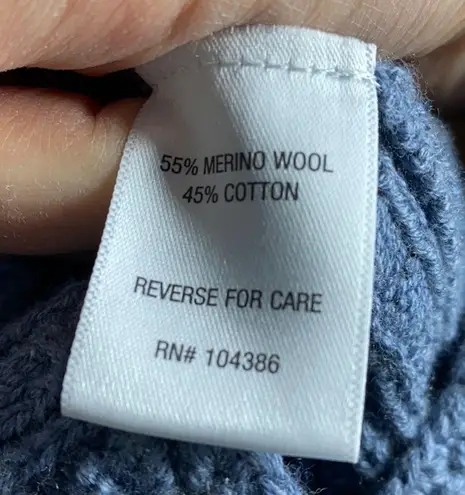 55% MERINO WOOL
45% COTTON
REVERSE FOR CARE
RN# 104386